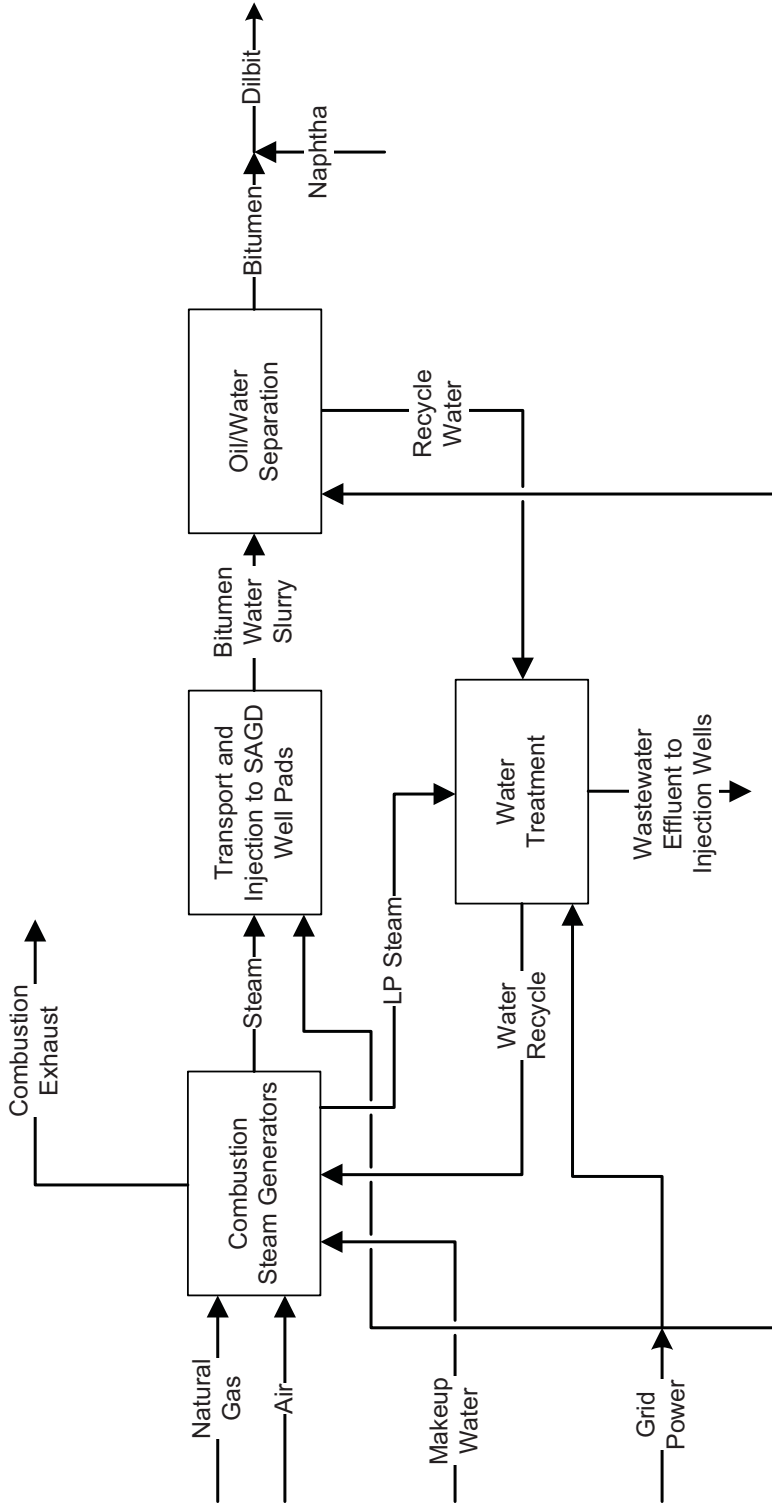 Combustion
Exhaust
Natural
Gas
Air
Combustion
Steam Generators
Steam
Transport and
Injection to SAGD
Well Pads
Bitumen
Water
Slurry
Oil/Water
Separation
Bitumen
Dilbit
Naphtha
Makeup
Water
LP Steam
Recycle
Water
Water
Recycle
Water
Treatment
Grid
Power
Wastewater
Effluent to
Injection Wells